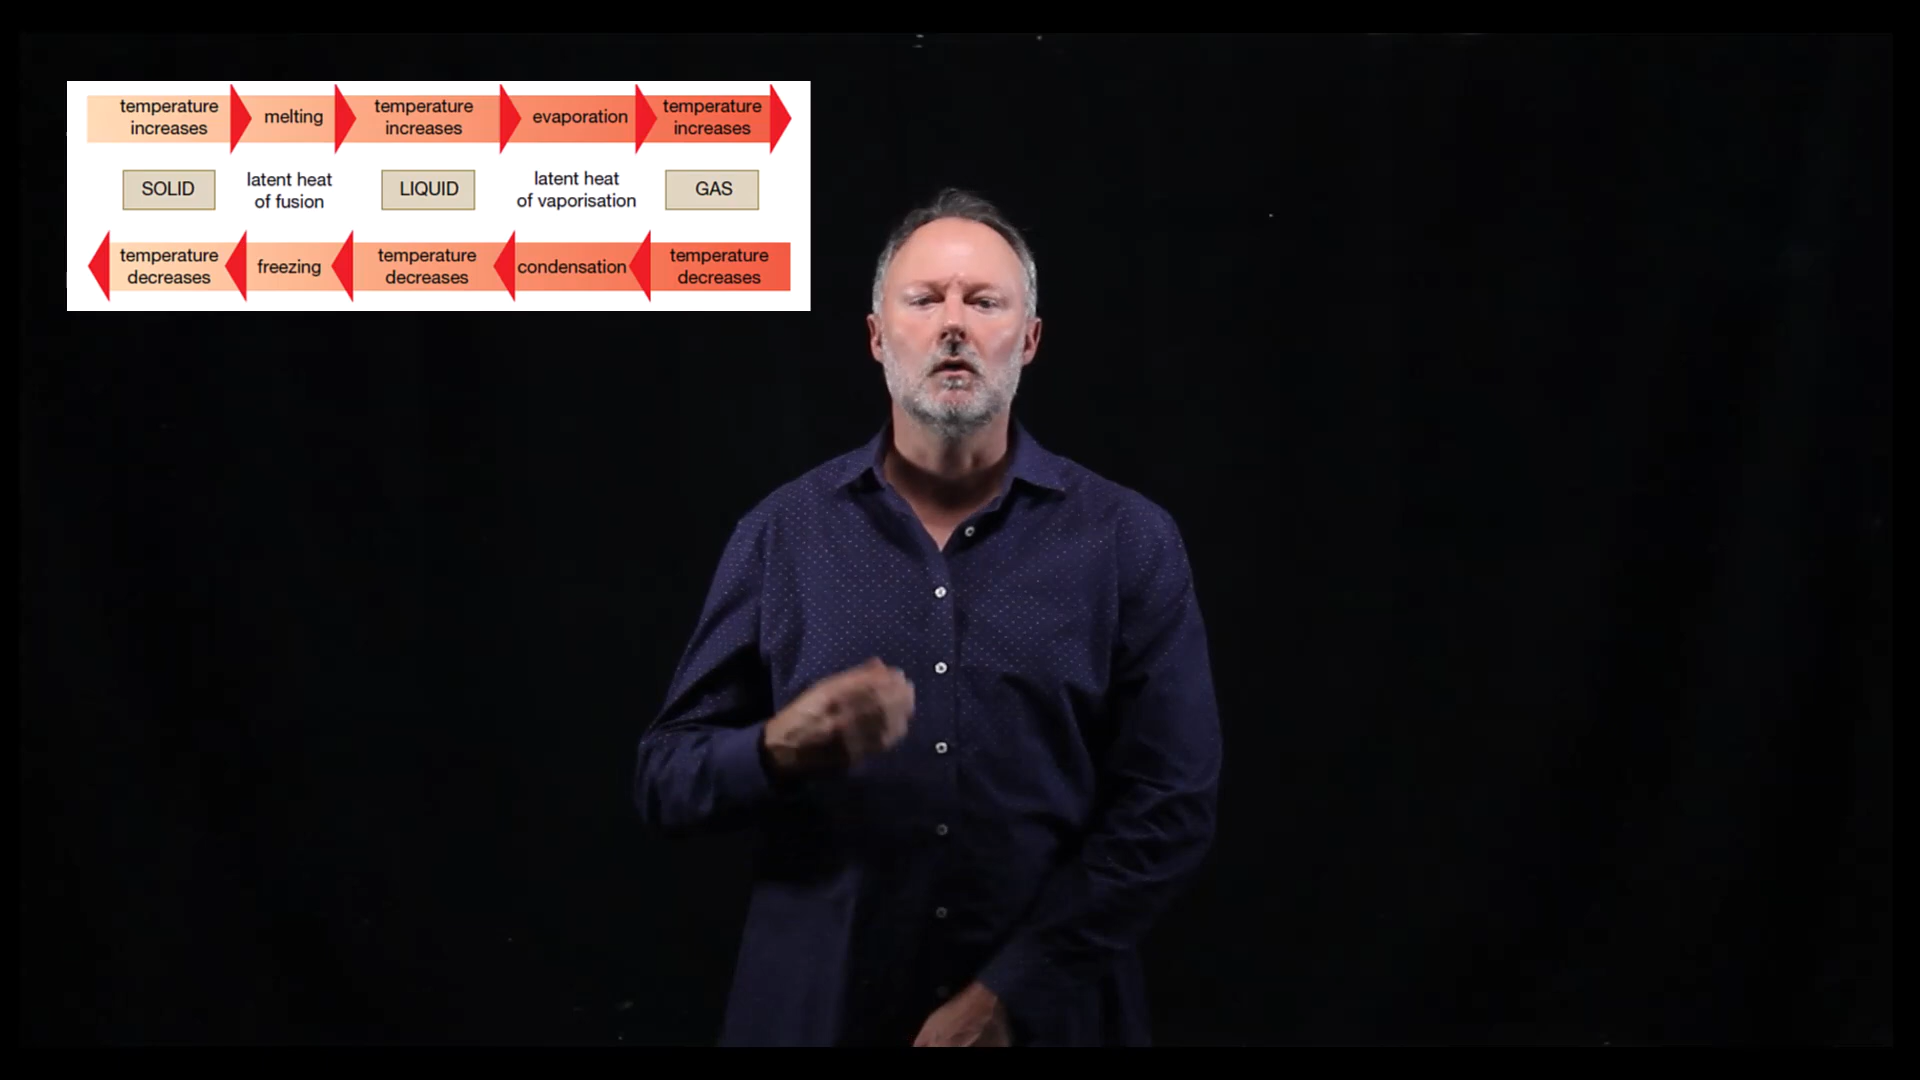 temperature
increases
melting
temperature
increases
evaporation
temperature
increases
SOLID
latent heat
of fusion
LIQUID
latent heat
of vaporisation
GAS
temperature
decreases
freezing
temperature
decreases
condensation
temperature
decreases